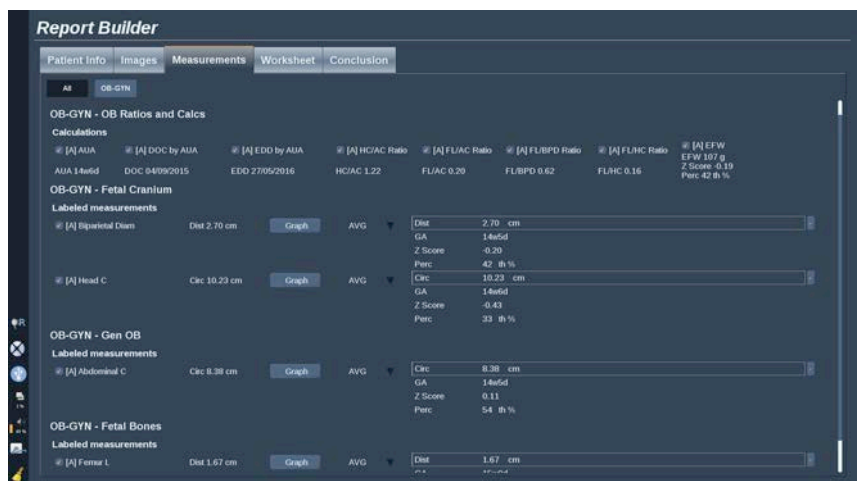 Report Builder
Patient Info Images Measurements Worksheet Conclusion
All OB-GYN
OB-GYN - OB Ratios and Calcs
Calculations
[A] AUA [A] DOC by AUA [A] EDD by AUA [A] HC/AC Ratio [A] FL/AC Ratio [A] FL/BPD Ratio [A] FL/HC Ratio [A] EFW
EFW 107 g
AUA 14w6d DOC 04/09/2015 EDD 27/05/2016 HC/AC 1.22 FL/AC 0.20 FL/BPD 0.62 FL/HC 0.16 Z Score -0.19
Perc 42 th %
OB-GYN - Fetal Cranium
Labeled measurements
[A] Biparietal Diam Dist 2.70 cm Graph AVG Dist 2.70 cm
GA 14w5d
Z Score -0.20
Perc 42 th %
[A] Head C Circ 10.23 cm Graph AVG Circ 10.23 cm
GA 14w6d
Z Score -0.43
Perc 33 th %
OB-GYN - Gen OB
Labeled measurements
[A] Abdominal C Circ 8.38 cm Graph AVG Circ 8.38 cm
GA 14w5d
Z Score 0.11
Perc 54 th %
OB-GYN - Fetal Bones
Labeled measurements
[A] Femur L Dist 1.67 cm Graph AVG Dist 1.67 cm
GA
R